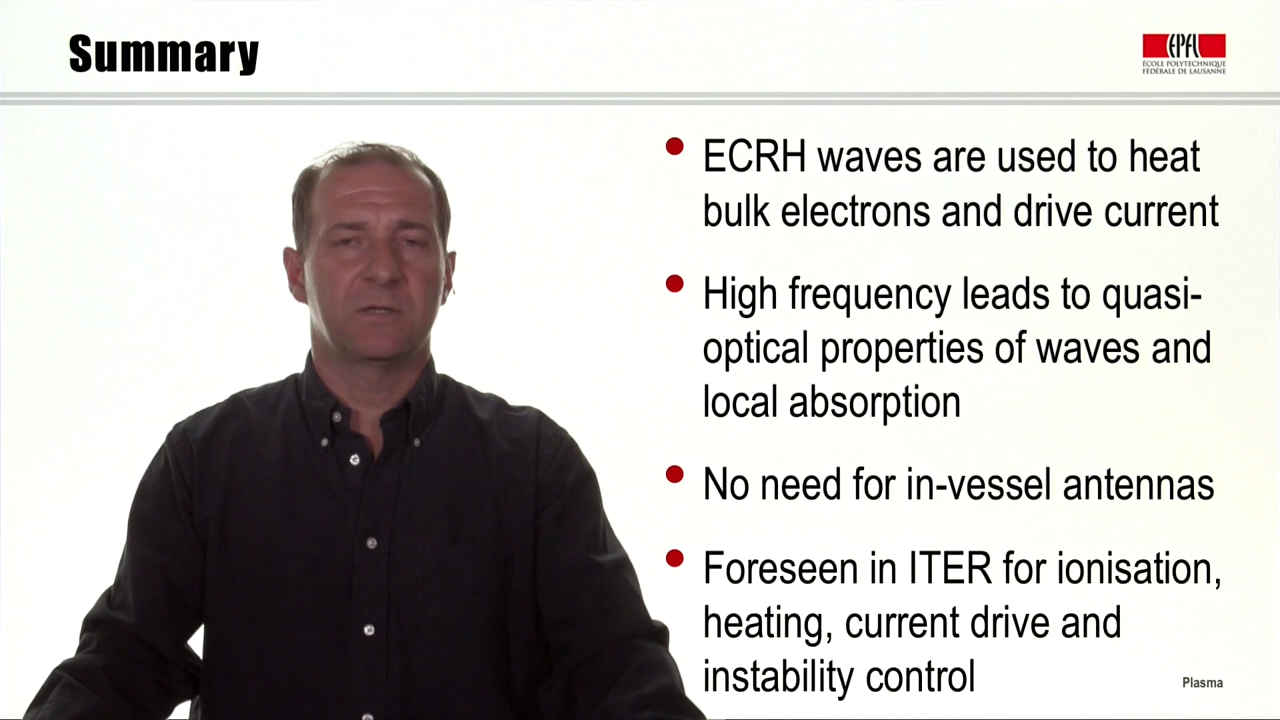 Summary
EPFL
ÉCOLE POLYTECHNIQUE
FÉDÉRALE DE LAUSANNE
• ECRH waves are used to heat
bulk electrons and drive current
• High frequency leads to quasi-
optical properties of waves and
local absorption
• No need for in-vessel antennas
• Foreseen in ITER for ionisation,
heating, current drive and
instability control
Plasma